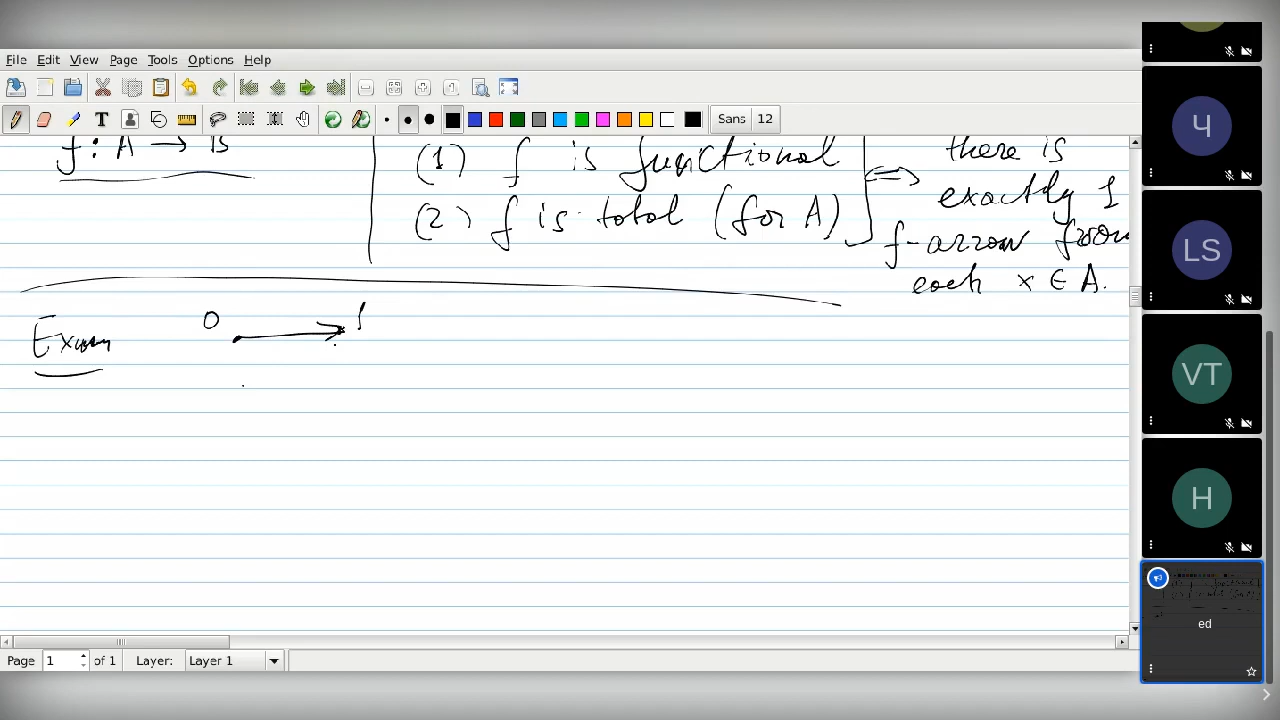 File Edit View Page Tools Options Help
Sans 12
f : A → B
(1) f is functional
(2) f is total (for A)
⇒ there is
exactly 1
f-arrow from
each x ∈ A.
Exam
0 1
Page 1 of 1 Layer: Layer 1
Ч
LS
VT
H
ed